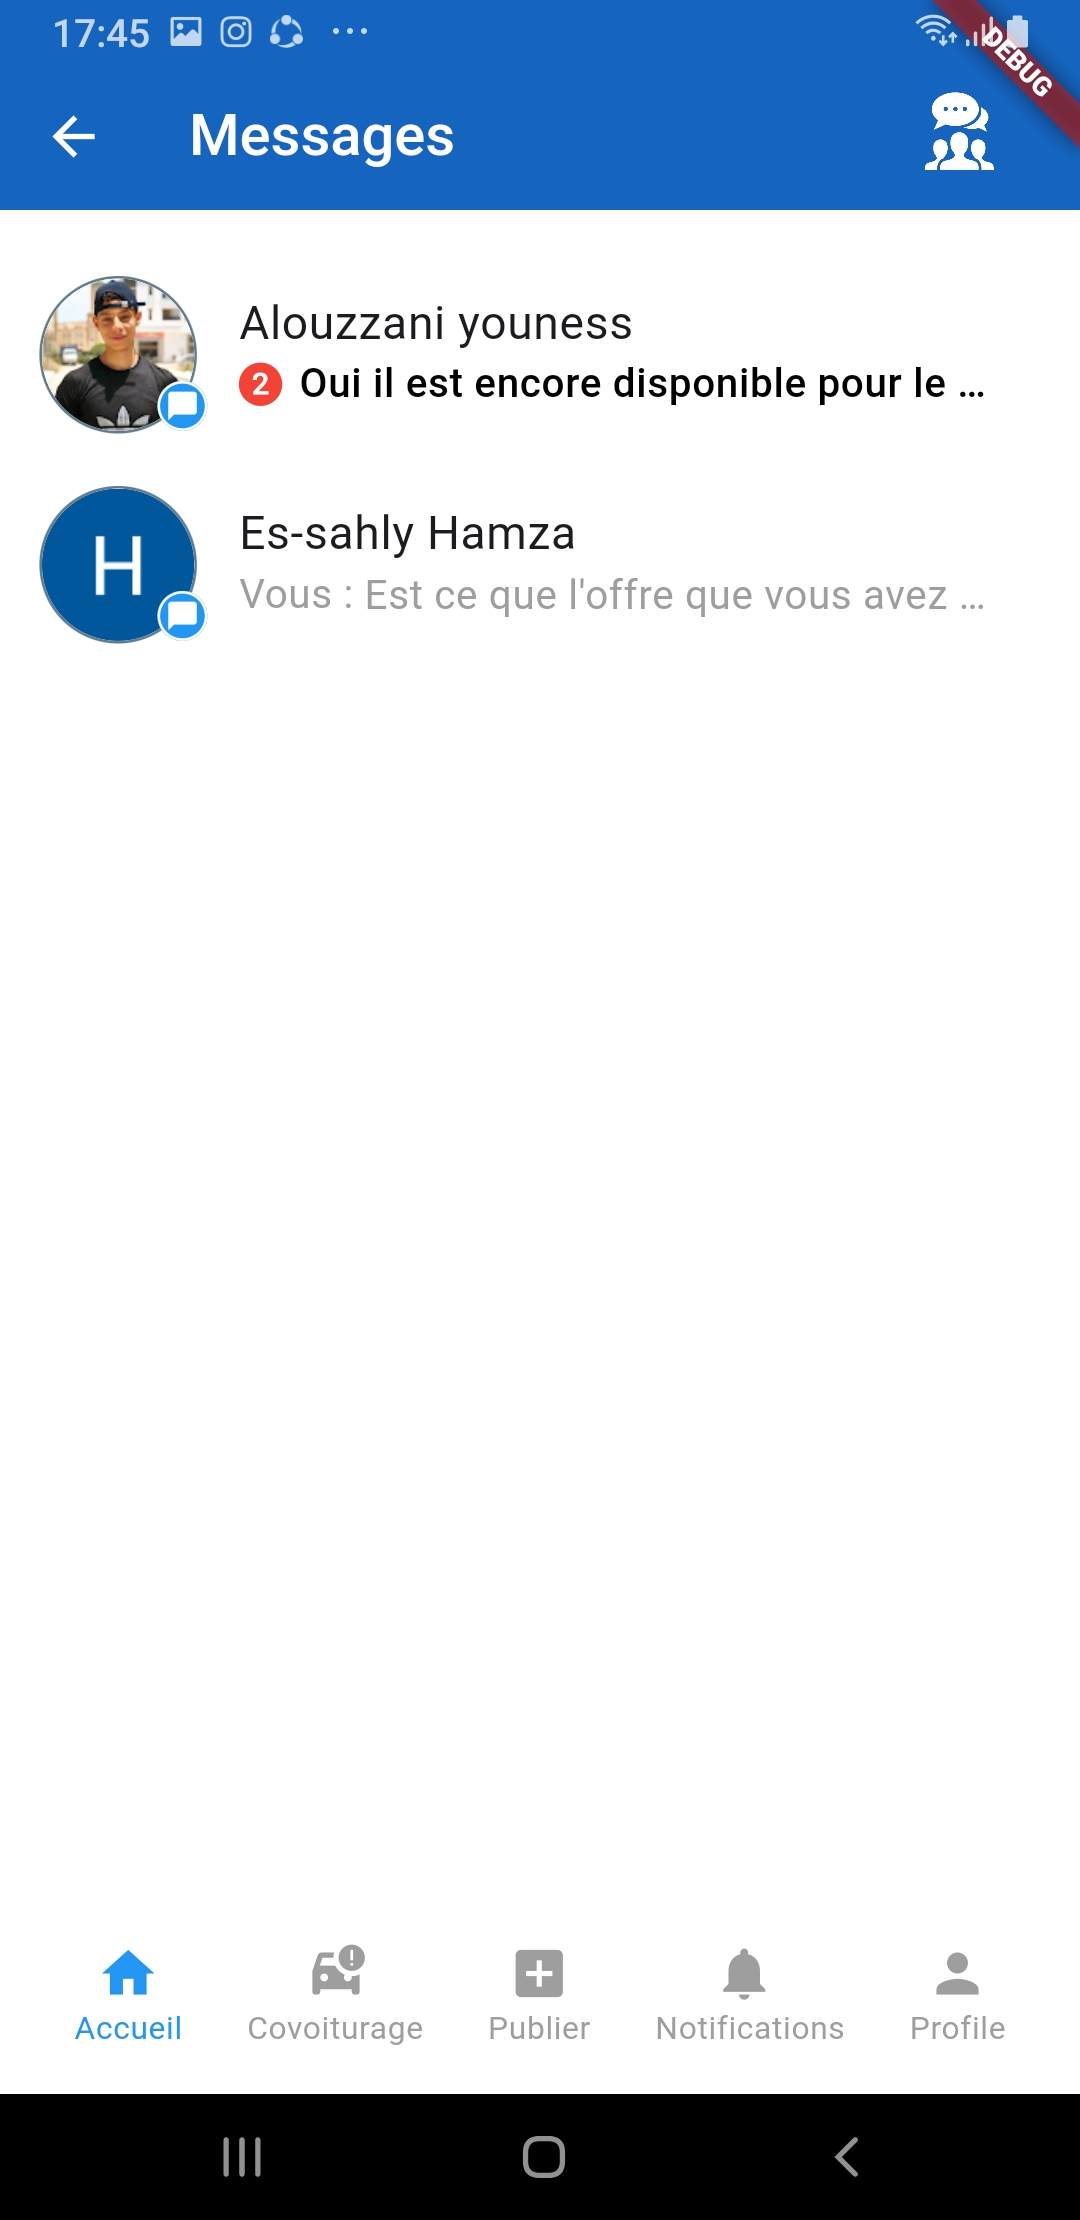 17:45
DEBUG
Messages
Alouzzani youness
2 Oui il est encore disponible pour le ...
H
Es-sahly Hamza
Vous : Est ce que l'offre que vous avez ...
Accueil Covoiturage Publier Notifications Profile